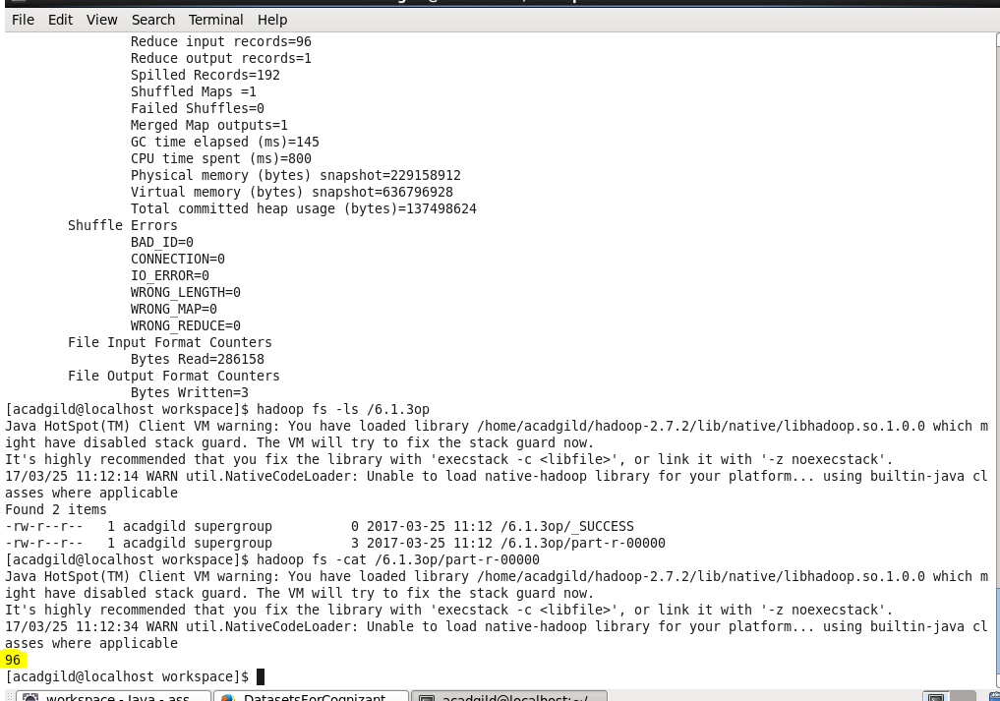 File Edit View Search Terminal Help
Reduce input records=96
Reduce output records=1
Spilled Records=192
Shuffled Maps =1
Failed Shuffles=0
Merged Map outputs=1
GC time elapsed (ms)=145
CPU time spent (ms)=800
Physical memory (bytes) snapshot=229158912
Virtual memory (bytes) snapshot=636796928
Total committed heap usage (bytes)=137498624
Shuffle Errors
BAD_ID=0
CONNECTION=0
IO_ERROR=0
WRONG_LENGTH=0
WRONG_MAP=0
WRONG_REDUCE=0
File Input Format Counters
Bytes Read=286158
File Output Format Counters
Bytes Written=3
[acadgild@localhost workspace]$ hadoop fs -ls /6.1.3op
Java HotSpot(TM) Client VM warning: You have loaded library /home/acadgild/hadoop-2.7.2/lib/native/libhadoop.so.1.0.0 which m
ight have disabled stack guard. The VM will try to fix the stack guard now.
It's highly recommended that you fix the library with 'execstack -c <libfile>', or link it with '-z noexecstack'.
17/03/25 11:12:14 WARN util.NativeCodeLoader: Unable to load native-hadoop library for your platform... using builtin-java cl
asses where applicable
Found 2 items
-rw-r--r--   1 acadgild supergroup          0 2017-03-25 11:12 /6.1.3op/_SUCCESS
-rw-r--r--   1 acadgild supergroup          3 2017-03-25 11:12 /6.1.3op/part-r-00000
[acadgild@localhost workspace]$ hadoop fs -cat /6.1.3op/part-r-00000
Java HotSpot(TM) Client VM warning: You have loaded library /home/acadgild/hadoop-2.7.2/lib/native/libhadoop.so.1.0.0 which m
ight have disabled stack guard. The VM will try to fix the stack guard now.
It's highly recommended that you fix the library with 'execstack -c <libfile>', or link it with '-z noexecstack'.
17/03/25 11:12:34 WARN util.NativeCodeLoader: Unable to load native-hadoop library for your platform... using builtin-java cl
asses where applicable
96
[acadgild@localhost workspace]$
workspace - Java - ass... DatasetsForCognizant acadgild@localhost:~/